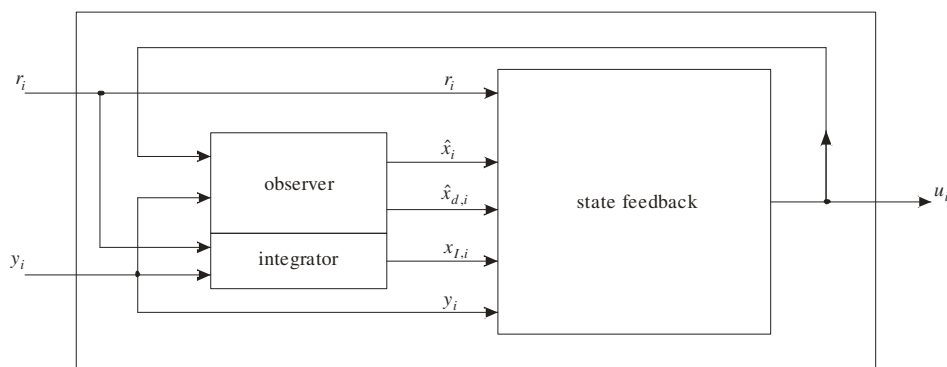 r_i
r_i
x̂_i
observer
x̂_{d,i}
state feedback
u_i
y_i
integrator
x_{I,i}
y_i